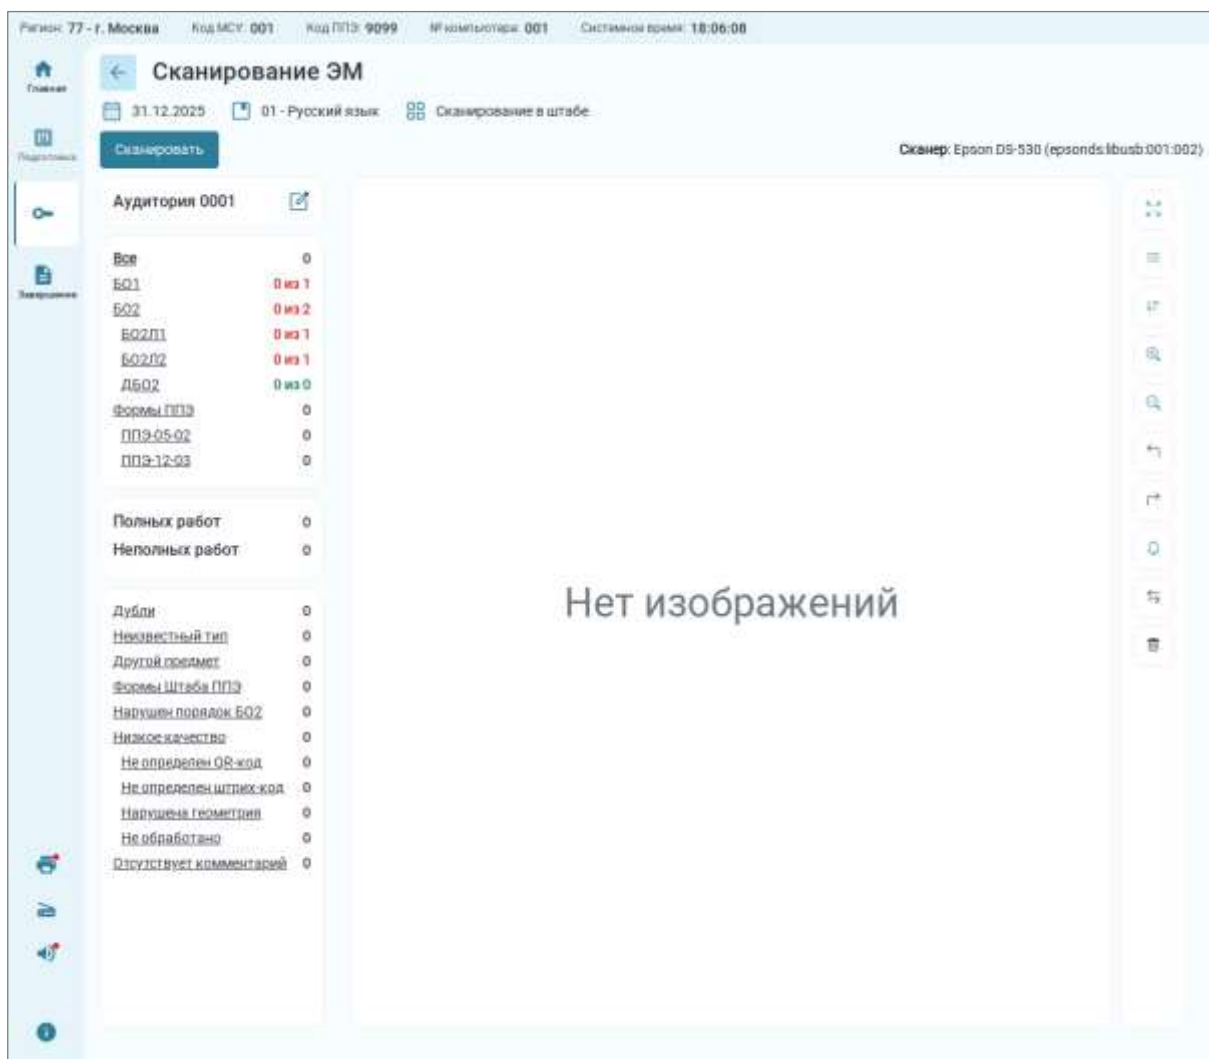 Регион: 77 - г. Москва Код МСУ: 001 Код ППЭ: 9099 № компьютера: 001 Системное время: 18:06:08
Главная
Сканирование ЭМ
31.12.2025 01 - Русский язык Сканирование в штабе
Подготовка
Сканировать
Сканер: Epson DS-530 (epsonds:libusb:001:002)
Аудитория 0001
Все 0
БО1 0 из 1
Завершение
БО2 0 из 2
БО2Л1 0 из 1
БО2Л2 0 из 1
ДБО2 0 из 0
Формы ППЭ 0
ППЭ-05-02 0
ППЭ-12-03 0
Полных работ 0
Неполных работ 0
Нет изображений
Дубли 0
Неизвестный тип 0
Другой предмет 0
Формы Штаба ППЭ 0
Нарушен порядок БО2 0
Низкое качество 0
Не определен QR-код 0
Не определен штрих-код 0
Нарушена геометрия 0
Не обработано 0
Отсутствует комментарий 0